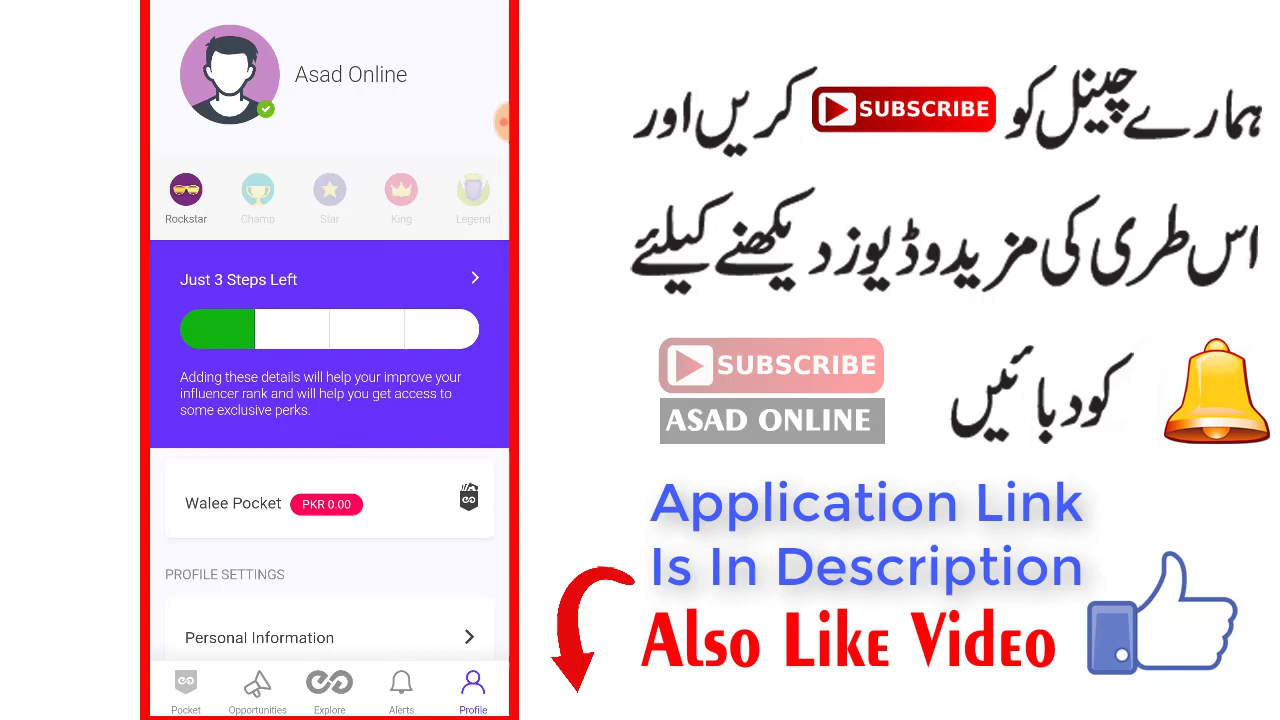 Asad Online
Rockstar
Champ
Star
King
Legend
Just 3 Steps Left
Adding these details will help your improve your
influencer rank and will help you get access to
some exclusive perks.
Walee Pocket PKR 0.00
PROFILE SETTINGS
Personal Information
Pocket
Opportunities
Explore
Alerts
Profile
ہمارے چینل کو SUBSCRIBE کریں اور
اس طری کی مزید وڈیوز دیکھنے کیلئے
SUBSCRIBE
ASAD ONLINE
کو دبائیں
Application Link
Is In Description
Also Like Video